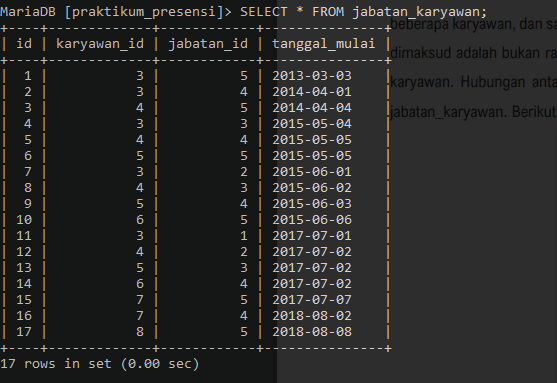 MariaDB [praktikum_presensi]> SELECT * FROM jabatan_karyawan;
+----+-------------+------------+---------------+
| id | karyawan_id | jabatan_id | tanggal_mulai |
+----+-------------+------------+---------------+
| 1 | 3 | 5 | 2013-03-03 |
| 2 | 3 | 4 | 2014-04-01 |
| 3 | 4 | 5 | 2014-04-04 |
| 4 | 3 | 3 | 2015-05-04 |
| 5 | 4 | 4 | 2015-05-05 |
| 6 | 5 | 5 | 2015-05-05 |
| 7 | 3 | 2 | 2015-06-01 |
| 8 | 4 | 3 | 2015-06-02 |
| 9 | 5 | 4 | 2015-06-03 |
| 10 | 6 | 5 | 2015-06-06 |
| 11 | 3 | 1 | 2017-07-01 |
| 12 | 4 | 2 | 2017-07-02 |
| 13 | 5 | 3 | 2017-07-02 |
| 14 | 6 | 4 | 2017-07-02 |
| 15 | 7 | 5 | 2017-07-07 |
| 16 | 7 | 4 | 2018-08-02 |
| 17 | 8 | 5 | 2018-08-08 |
+----+-------------+------------+---------------+
17 rows in set (0.00 sec)
beberapa karyawan, dan sa
dimaksud adalah bukan ra
karyawan. Hubungan anta
jabatan_karyawan. Berikut